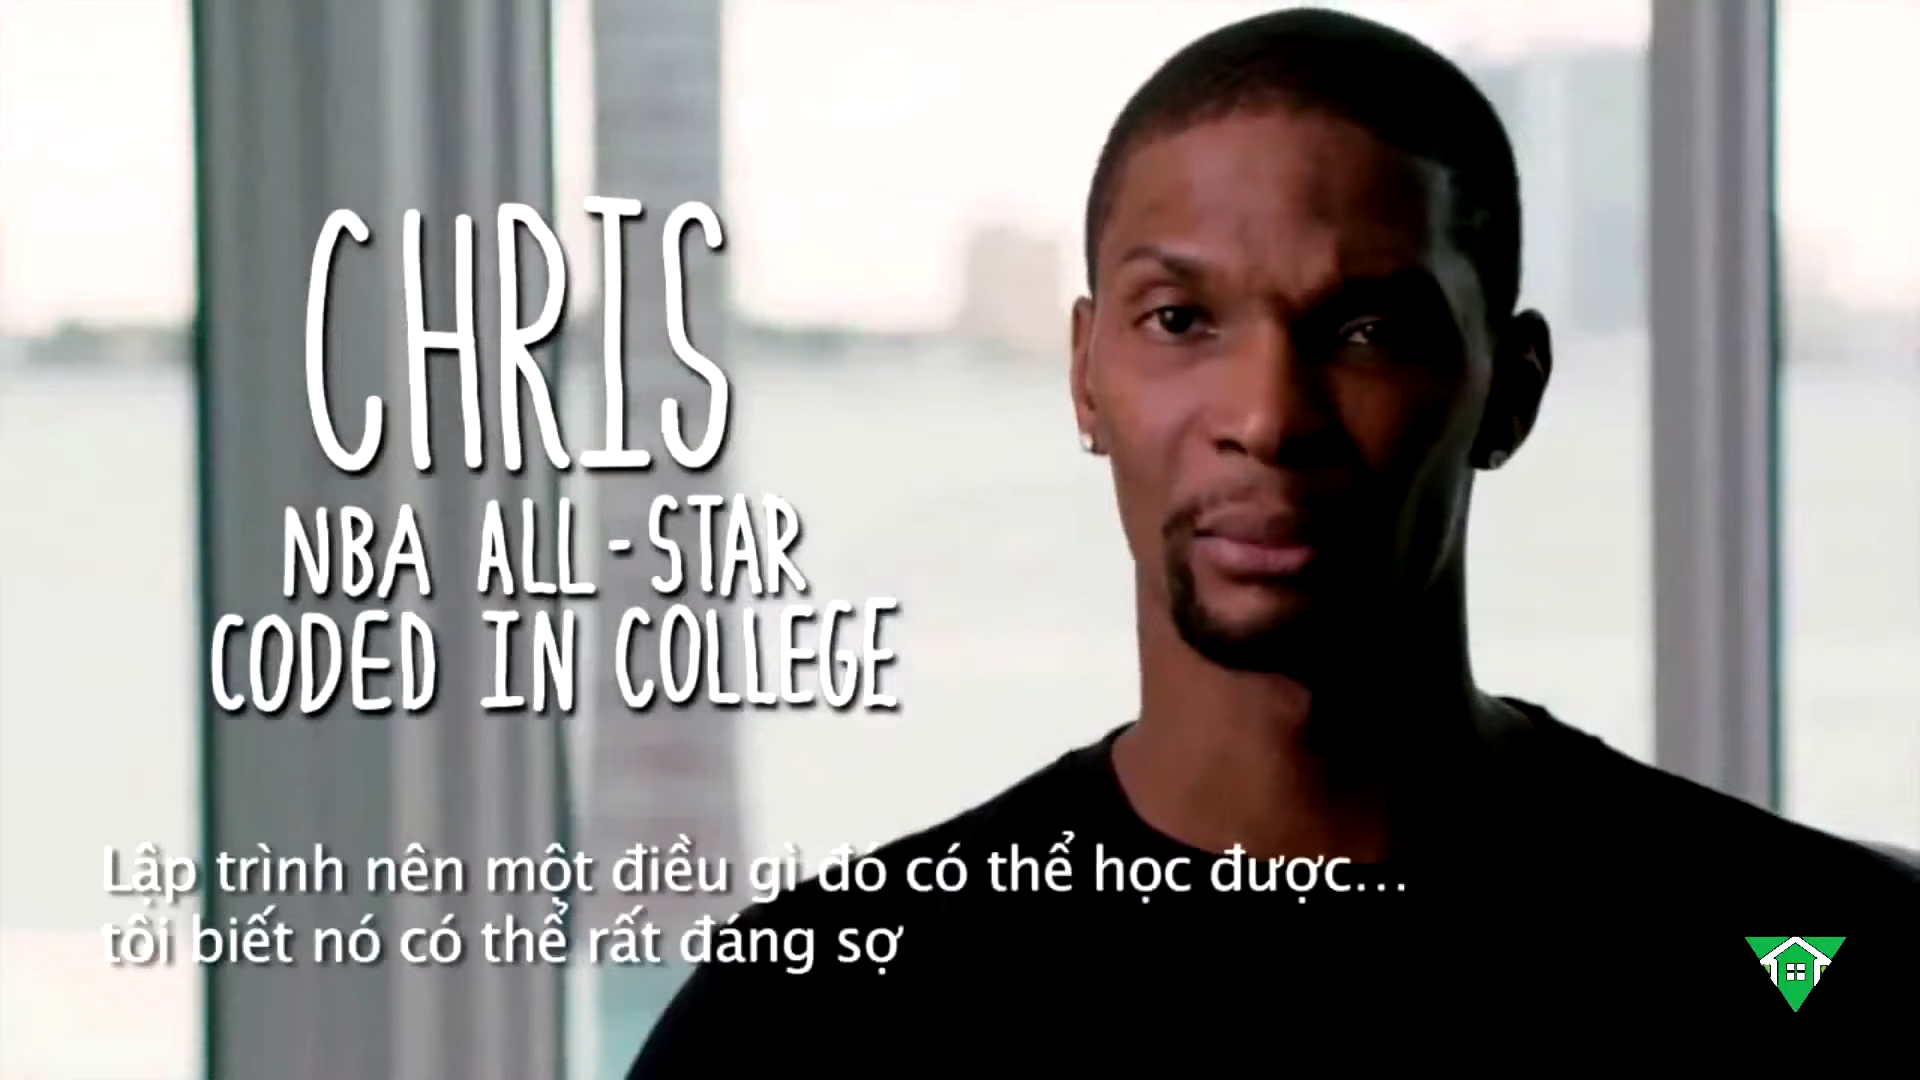 CHRIS
NBA ALL-STAR
CODED IN COLLEGE
Lập trình nên một điều gì đó có thể học được...
tôi biết nó có thể rất đáng sợ